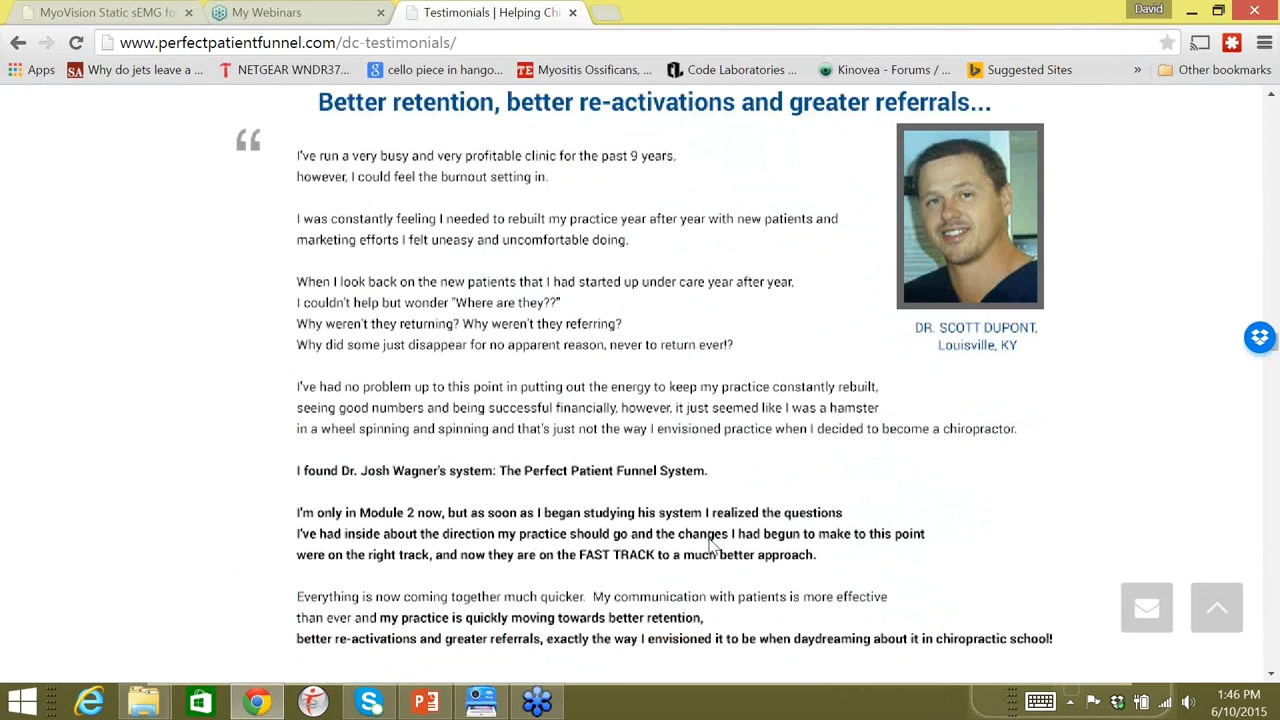 MyoVision Static sEMG fo
My Webinars
Testimonials | Helping Chi
David
www.perfectpatientfunnel.com/dc-testimonials/
Apps
Why do jets leave a ...
NETGEAR WNDR37...
cello piece in hango...
Myositis Ossificans, ...
Code Laboratories ...
Kinovea - Forums / ...
Suggested Sites
»
Other bookmarks
Better retention, better re-activations and greater referrals...
“
I've run a very busy and very profitable clinic for the past 9 years,
however, I could feel the burnout setting in.
I was constantly feeling I needed to rebuilt my practice year after year with new patients and
marketing efforts I felt uneasy and uncomfortable doing.
When I look back on the new patients that I had started up under care year after year,
I couldn't help but wonder "Where are they??"
Why weren't they returning? Why weren't they referring?
Why did some just disappear for no apparent reason, never to return ever!?
DR. SCOTT DUPONT,
Louisville, KY
I've had no problem up to this point in putting out the energy to keep my practice constantly rebuilt,
seeing good numbers and being successful financially, however, it just seemed like I was a hamster
in a wheel spinning and spinning and that's just not the way I envisioned practice when I decided to become a chiropractor.
I found Dr. Josh Wagner's system: The Perfect Patient Funnel System.
I'm only in Module 2 now, but as soon as I began studying his system I realized the questions
I've had inside about the direction my practice should go and the changes I had begun to make to this point
were on the right track, and now they are on the FAST TRACK to a much better approach.
Everything is now coming together much quicker. My communication with patients is more effective
than ever and my practice is quickly moving towards better retention,
better re-activations and greater referrals, exactly the way I envisioned it to be when daydreaming about it in chiropractic school!
1:46 PM
6/10/2015